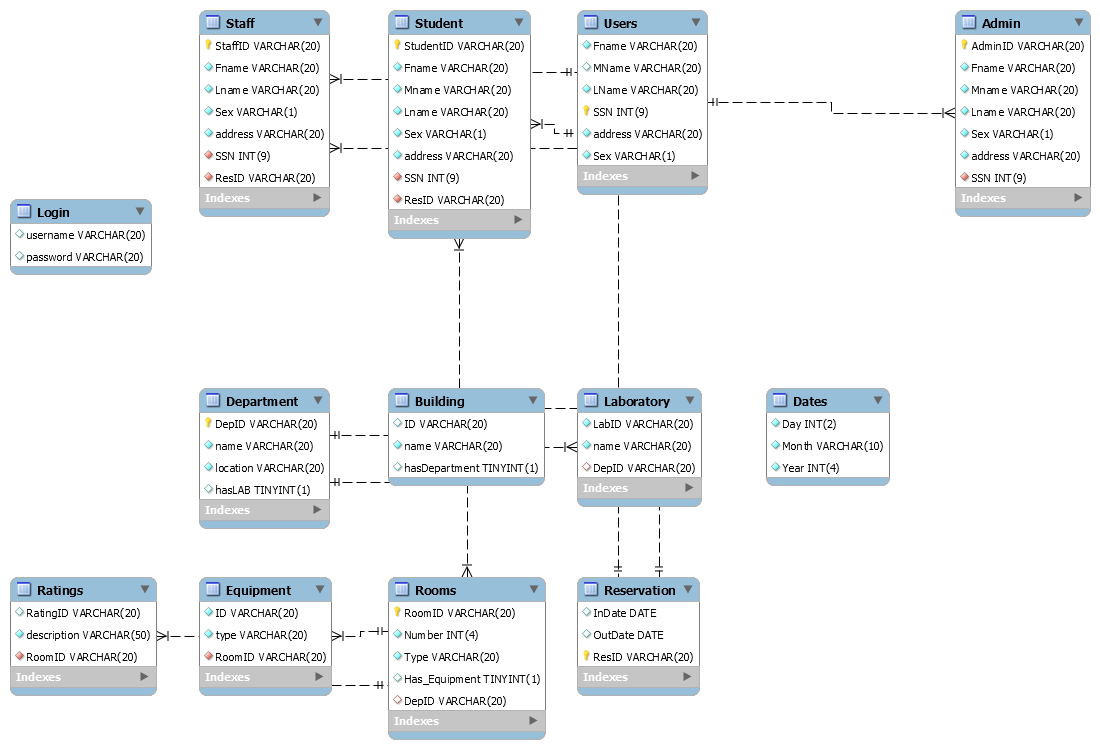 Staff
StaffID VARCHAR(20)
Fname VARCHAR(20)
Lname VARCHAR(20)
Sex VARCHAR(1)
address VARCHAR(20)
SSN INT(9)
ResID VARCHAR(20)
Indexes
Student
StudentID VARCHAR(20)
Fname VARCHAR(20)
Mname VARCHAR(20)
Lname VARCHAR(20)
Sex VARCHAR(1)
address VARCHAR(20)
SSN INT(9)
ResID VARCHAR(20)
Indexes
Users
Fname VARCHAR(20)
MName VARCHAR(20)
LName VARCHAR(20)
SSN INT(9)
address VARCHAR(20)
Sex VARCHAR(1)
Indexes
Admin
AdminID VARCHAR(20)
Fname VARCHAR(20)
Mname VARCHAR(20)
Lname VARCHAR(20)
Sex VARCHAR(1)
address VARCHAR(20)
SSN INT(9)
Indexes
Login
username VARCHAR(20)
password VARCHAR(20)
Department
DepID VARCHAR(20)
name VARCHAR(20)
location VARCHAR(20)
hasLAB TINYINT(1)
Indexes
Building
ID VARCHAR(20)
name VARCHAR(20)
hasDepartment TINYINT(1)
Laboratory
LabID VARCHAR(20)
name VARCHAR(20)
DepID VARCHAR(20)
Indexes
Dates
Day INT(2)
Month VARCHAR(10)
Year INT(4)
Ratings
RatingID VARCHAR(20)
description VARCHAR(50)
RoomID VARCHAR(20)
Indexes
Equipment
ID VARCHAR(20)
type VARCHAR(20)
RoomID VARCHAR(20)
Indexes
Rooms
RoomID VARCHAR(20)
Number INT(4)
Type VARCHAR(20)
Has_Equipment TINYINT(1)
DepID VARCHAR(20)
Indexes
Reservation
InDate DATE
OutDate DATE
ResID VARCHAR(20)
Indexes